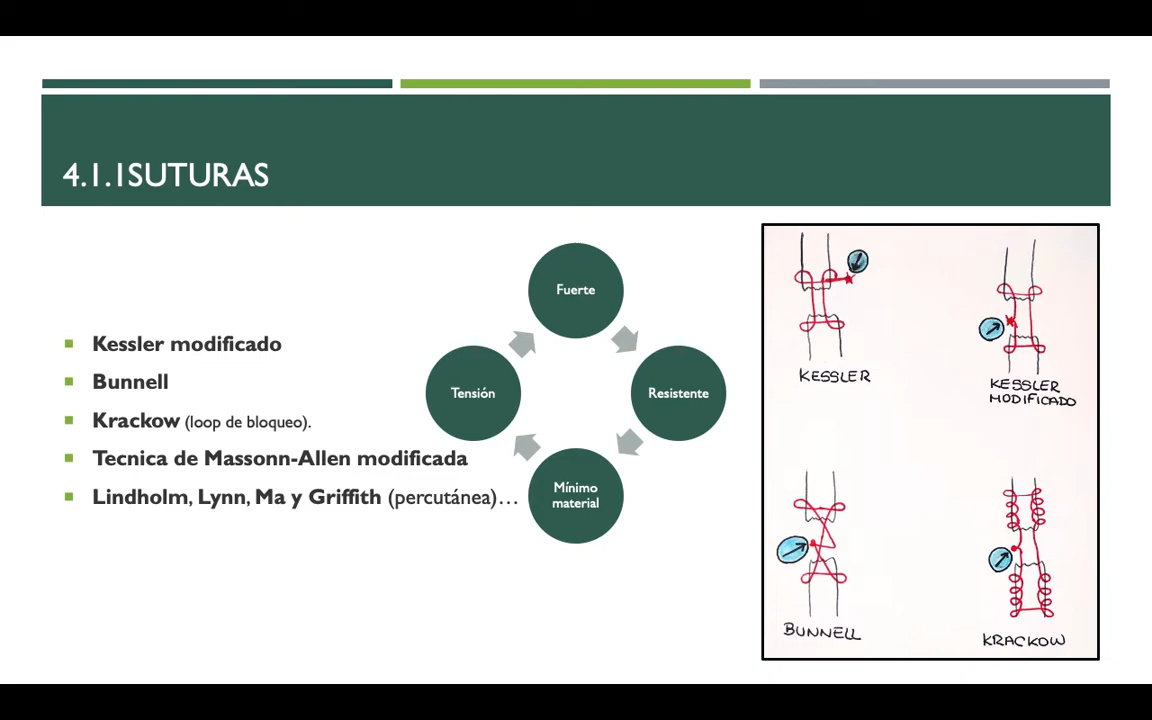 4.1.1SUTURAS
Kessler modificado
Bunnell
Krackow (loop de bloqueo).
Tecnica de Massonn-Allen modificada
Lindholm, Lynn, Ma y Griffith (percutánea)…
Fuerte
Resistente
Mínimo
material
Tensión
KESSLER
KESSLER
MODIFICADO
BUNNELL
KRACKOW